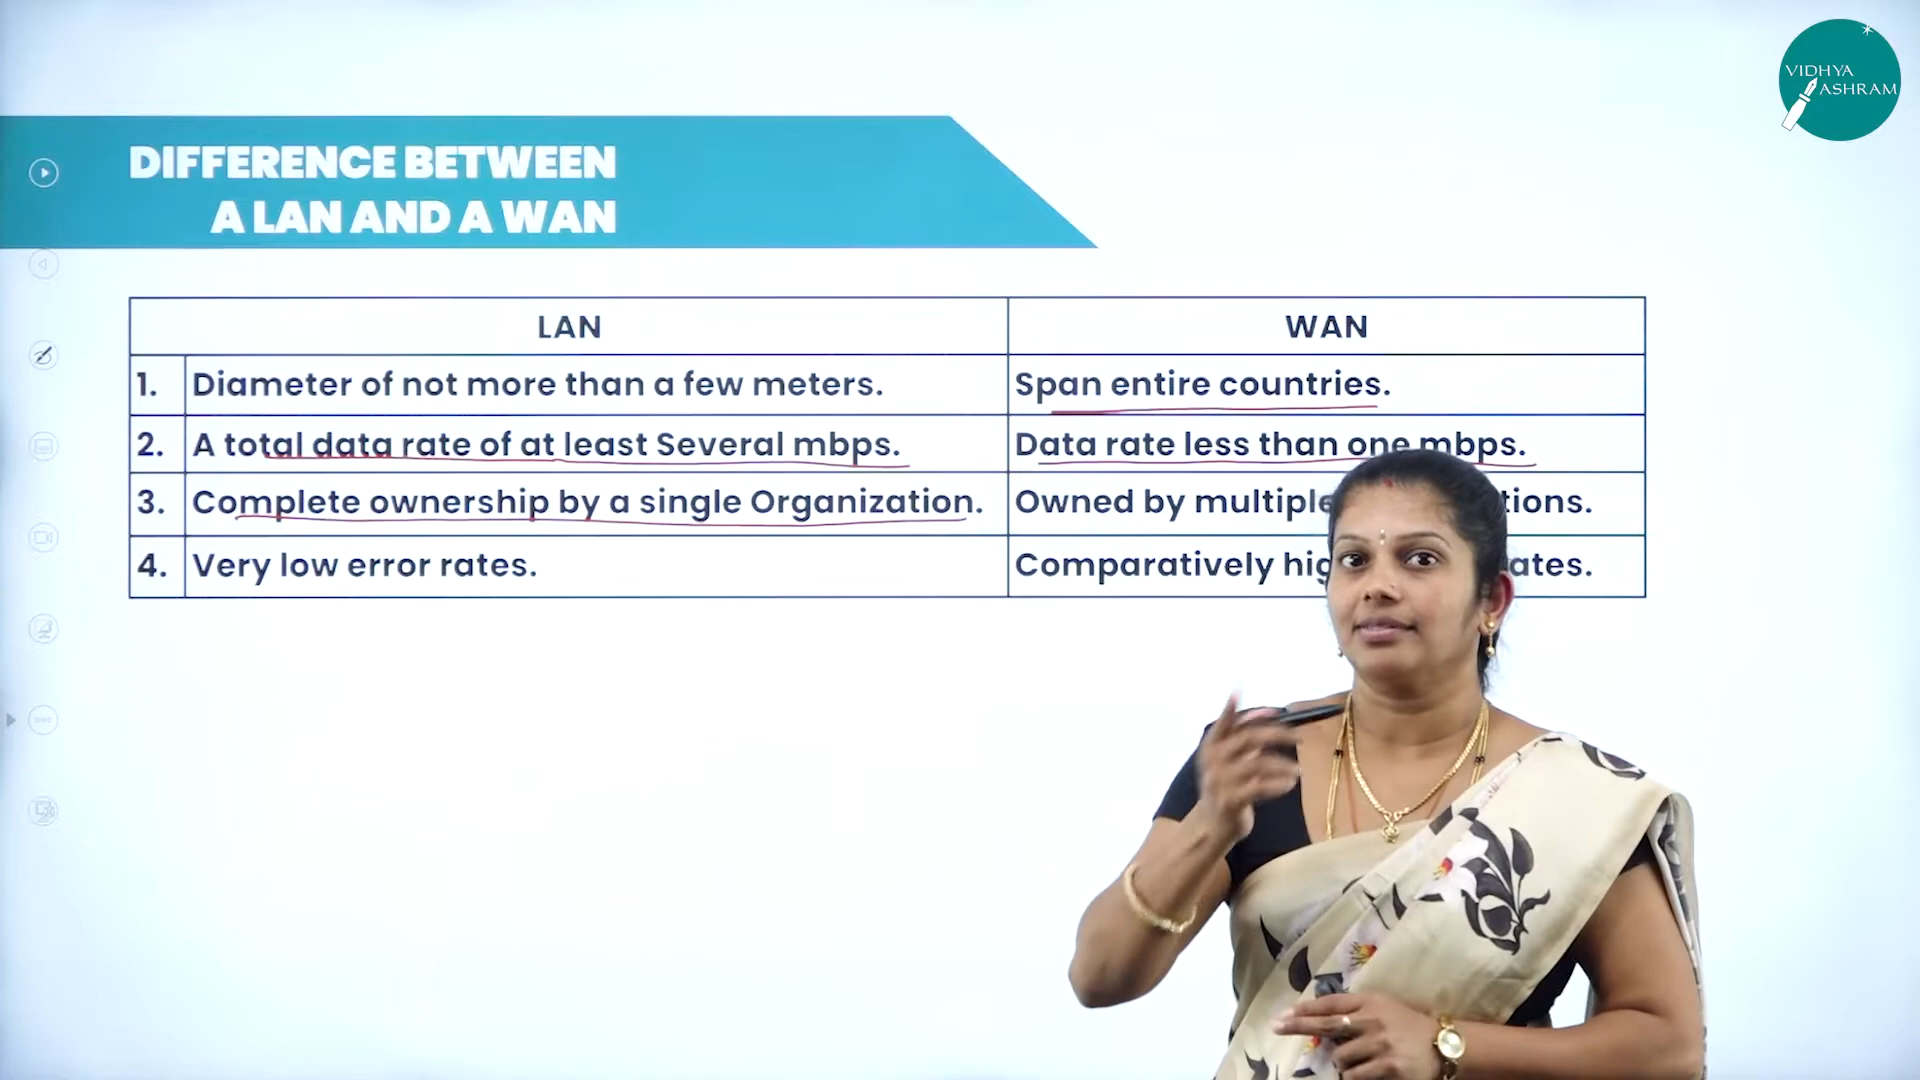 VIDHYA
ASHRAM
DIFFERENCE BETWEEN
A LAN AND A WAN
LAN WAN
1. Diameter of not more than a few meters. Span entire countries.
2. A total data rate of at least Several mbps. Data rate less than one mbps.
3. Complete ownership by a single Organization. Owned by multiple
4. Very low error rates. Comparatively